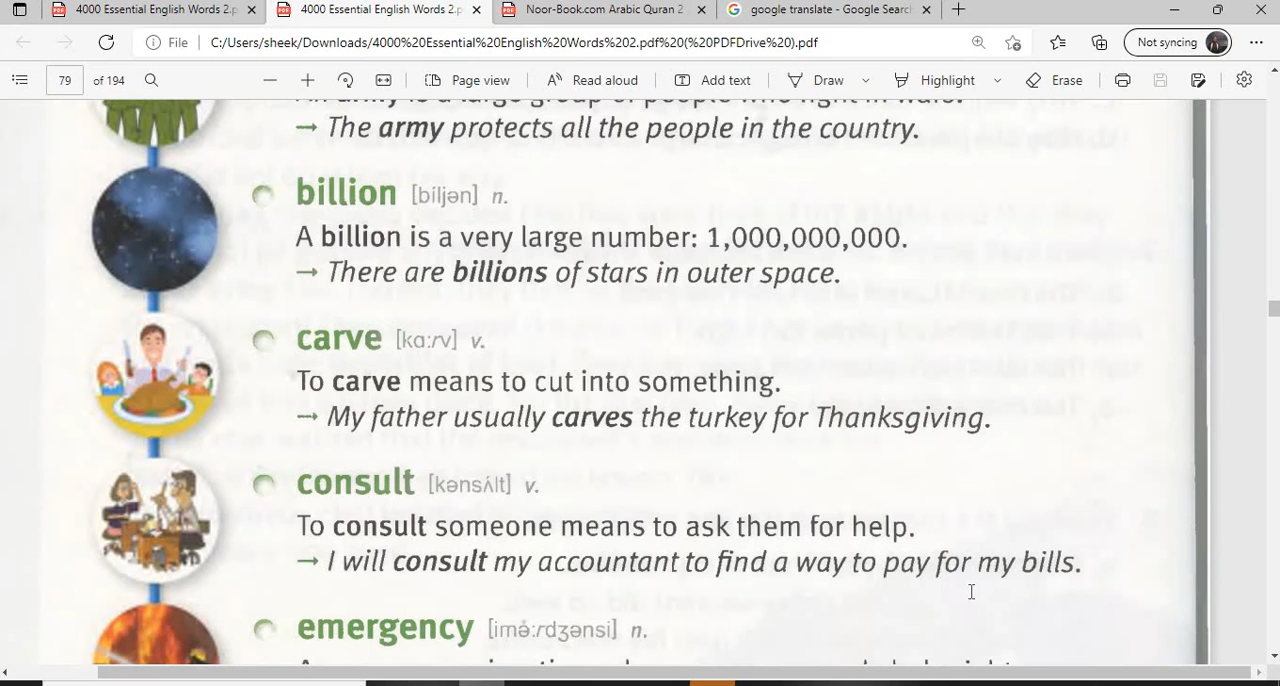 4000 Essential English Words 2.p
4000 Essential English Words 2.p
Noor-Book.com Arabic Quran 2
google translate - Google Searc
File
C:/Users/sheek/Downloads/4000%20Essential%20English%20Words%202.pdf%20(%20PDFDrive%20).pdf
Not syncing
79 of 194
Page view
Read aloud
Add text
Draw
Highlight
Erase
→ The army protects all the people in the country.
billion [bíljən] n.
A billion is a very large number: 1,000,000,000.
→ There are billions of stars in outer space.
carve [kɑːrv] v.
To carve means to cut into something.
→ My father usually carves the turkey for Thanksgiving.
consult [kənsʌ́lt] v.
To consult someone means to ask them for help.
→ I will consult my accountant to find a way to pay for my bills.
emergency [imə́ːrdʒənsi] n.